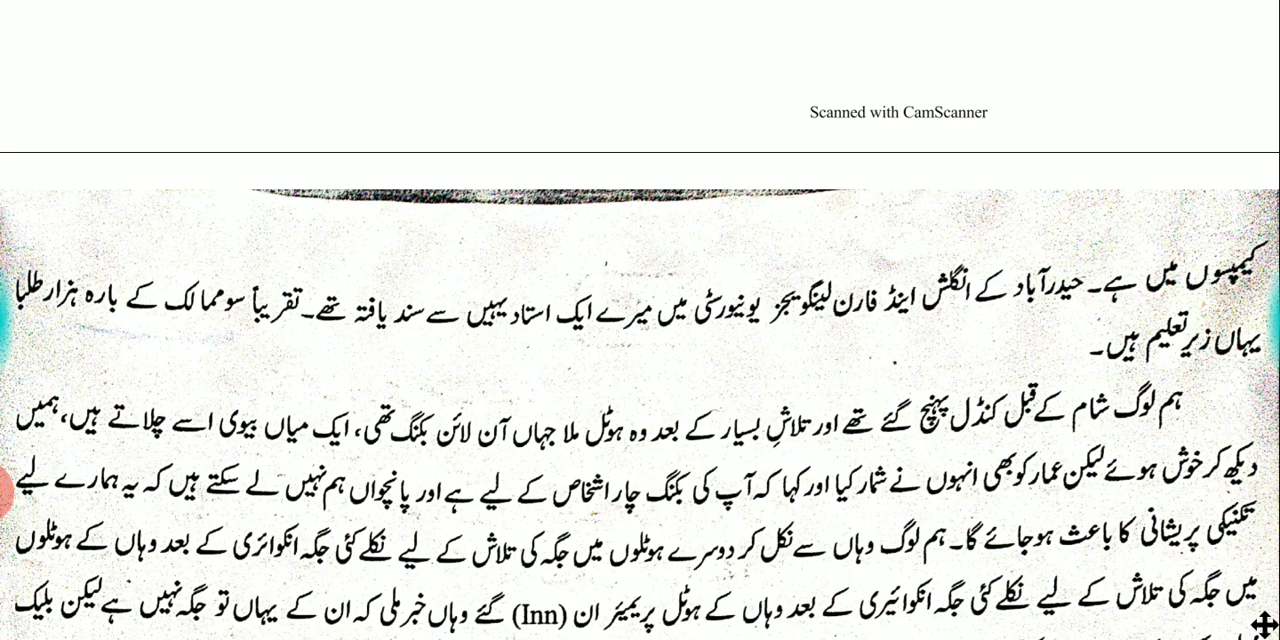 Scanned with CamScanner
کیمپسوں میں ہے۔ حیدرآباد کے انگلش اینڈ فارن لینگویجز یونیورسٹی میں میرے ایک استاد یہیں سے سند یافتہ تھے۔ تقریباً سو ممالک کے بارہ ہزار طلبا
یہاں زیرِ تعلیم ہیں۔
ہم لوگ شام کے قبل کنڈل پہنچ گئے تھے اور تلاشِ بسیار کے بعد وہ ہوٹل ملا جہاں آن لائن بکنگ تھی، ایک میاں بیوی اسے چلاتے ہیں، ہمیں
دیکھ کر خوش ہوئے لیکن عمار کو بھی انہوں نے شمار کیا اور کہا کہ آپ کی بکنگ چار اشخاص کے لیے ہے اور پانچواں ہم نہیں لے سکتے ہیں کہ یہ ہمارے لیے
تکنیکی پریشانی کا باعث ہو جائے گا۔ ہم لوگ وہاں سے نکل کر دوسرے ہوٹلوں میں جگہ کی تلاش کے لیے نکلے کئی جگہ انکوائری کے بعد وہاں کے ہوٹلوں
میں جگہ کی تلاش کے لیے نکلے کئی جگہ انکوائیری کے بعد وہاں کے ہوٹل پریمیئر ان (Inn) گئے وہاں خبر ملی کہ ان کے یہاں تو جگہ نہیں ہے لیکن بلیک